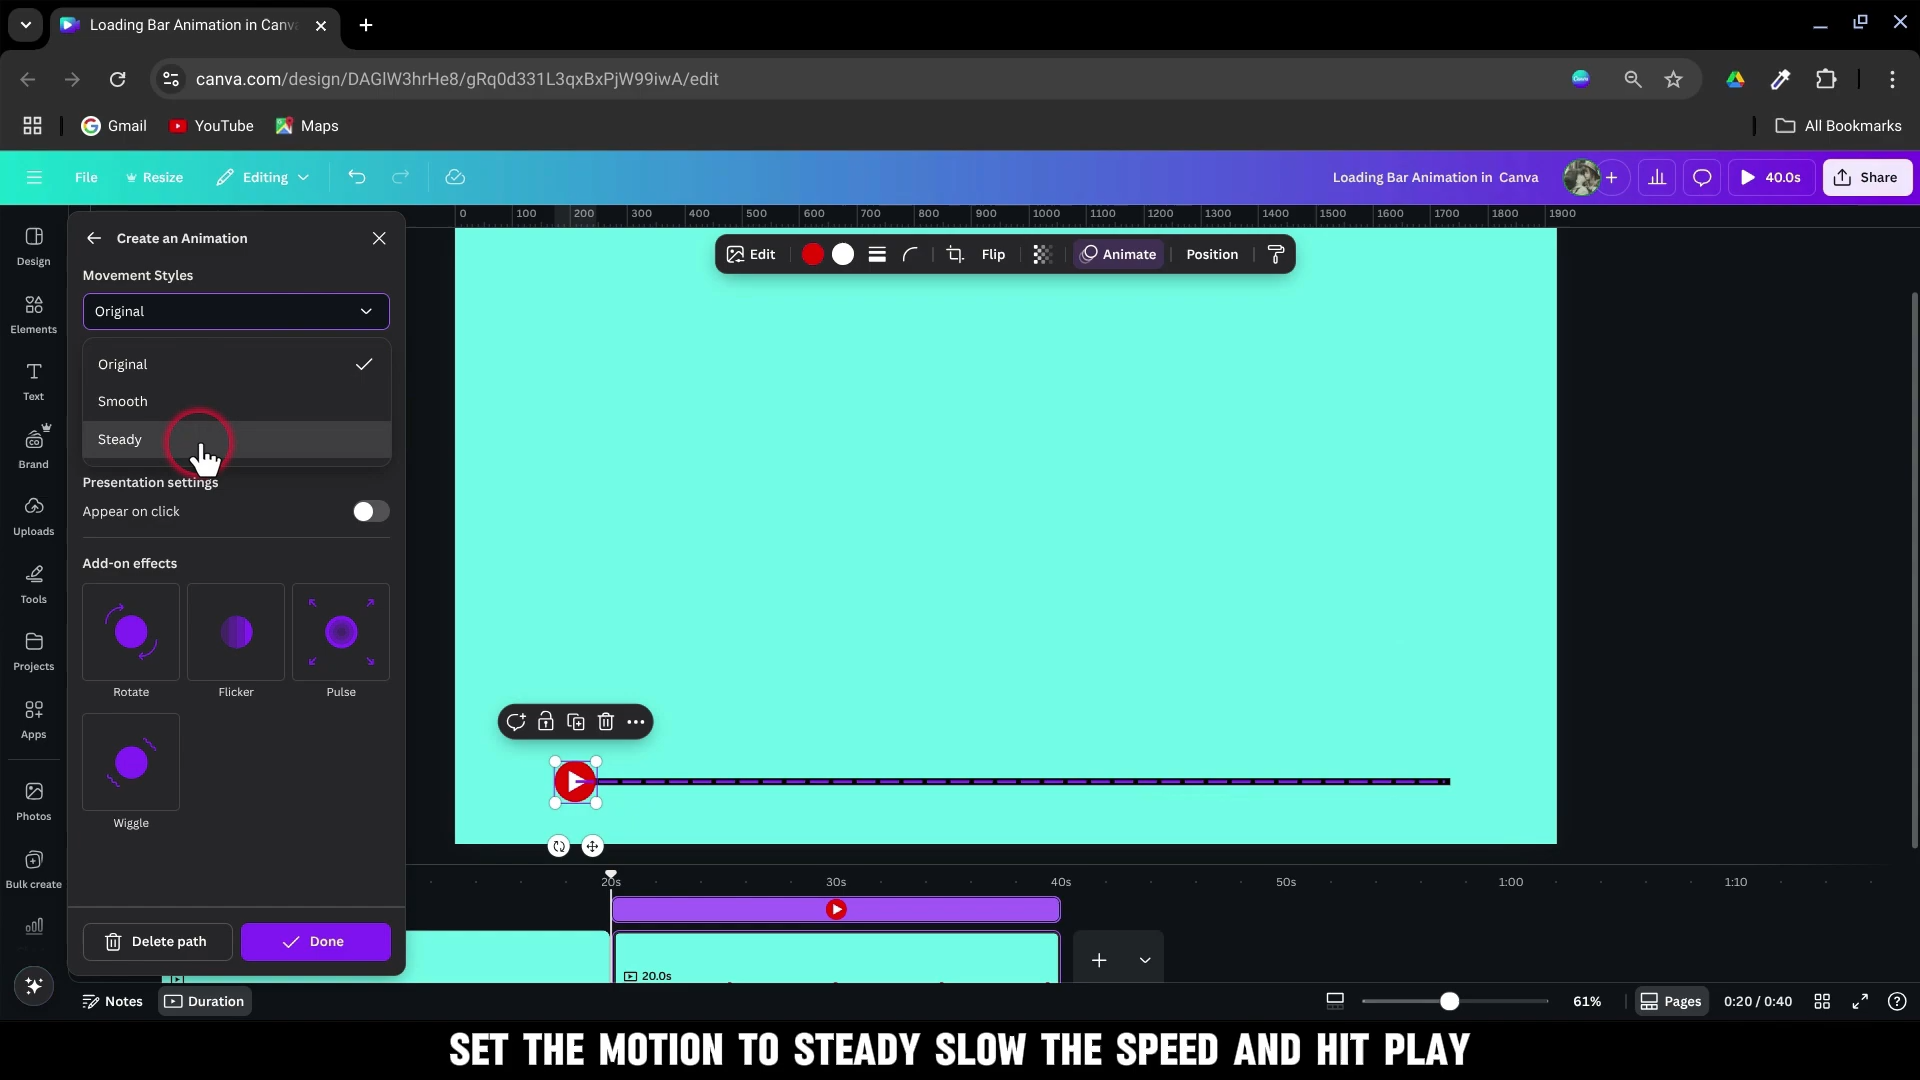 Loading Bar Animation in Canva
canva.com/design/DAGlW3hrHe8/gRq0d331L3qxBxPjW99iwA/edit
Gmail
YouTube
Maps
All Bookmarks
File
Resize
Editing
Loading Bar Animation in Canva
40.0s
Share
0 100 200 300 400 500 600 700 800 900 1000 1100 1200 1300 1400 1500 1600 1700 1800 1900
Design
Elements
Text
Brand
Uploads
Tools
Projects
Apps
Photos
Bulk create
Create an Animation
Movement Styles
Original
Original
Smooth
Steady
Presentation settings
Appear on click
Add-on effects
Rotate
Flicker
Pulse
Wiggle
Delete path
Done
Edit
Flip
Animate
Position
20s 30s 40s 50s 1:00 1:10
20.0s
Notes
Duration
61%
Pages
0:20 / 0:40
SET THE MOTION TO STEADY SLOW THE SPEED AND HIT PLAY